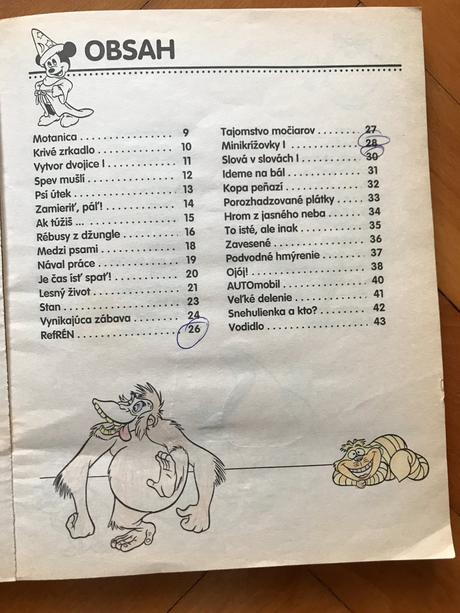 OBSAH
Motanica . . . . . . . . . . . . . . . . . 9
Krivé zrkadlo . . . . . . . . . . . . . . 10
Vytvor dvojice I . . . . . . . . . . . . 11
Spev mušlí . . . . . . . . . . . . . . . . 12
Psí útek . . . . . . . . . . . . . . . . . . 13
Zamieriť, páľ! . . . . . . . . . . . . . . 14
Ak túžiš ... . . . . . . . . . . . . . . . . 15
Rébusy z džungle . . . . . . . . . . . 16
Medzi psami . . . . . . . . . . . . . . . 18
Nával práce . . . . . . . . . . . . . . . 19
Je čas ísť spať! . . . . . . . . . . . . . 20
Lesný život . . . . . . . . . . . . . . . . 21
Stan . . . . . . . . . . . . . . . . . . . . 23
Vynikajúca zábava . . . . . . . . . . 24
RefRÉN . . . . . . . . . . . . . . . . . . 26
Tajomstvo močiarov . . . . . . . . . 27
Minikrížovky I . . . . . . . . . . . . . . 28
Slová v slovách I . . . . . . . . . . . . 30
Ideme na bál . . . . . . . . . . . . . . . 31
Kopa peňazí . . . . . . . . . . . . . . . 32
Porozhadzované plátky . . . . . . 33
Hrom z jasného neba . . . . . . . . 34
To isté, ale inak . . . . . . . . . . . . . 35
Zavesené . . . . . . . . . . . . . . . . . 36
Podvodné hmýrenie . . . . . . . . . 37
Ojój! . . . . . . . . . . . . . . . . . . . . 38
AUTOmobil . . . . . . . . . . . . . . . . 40
Veľké delenie . . . . . . . . . . . . . . 41
Snehulienka a kto? . . . . . . . . . . 42
Vodidlo . . . . . . . . . . . . . . . . . . 43